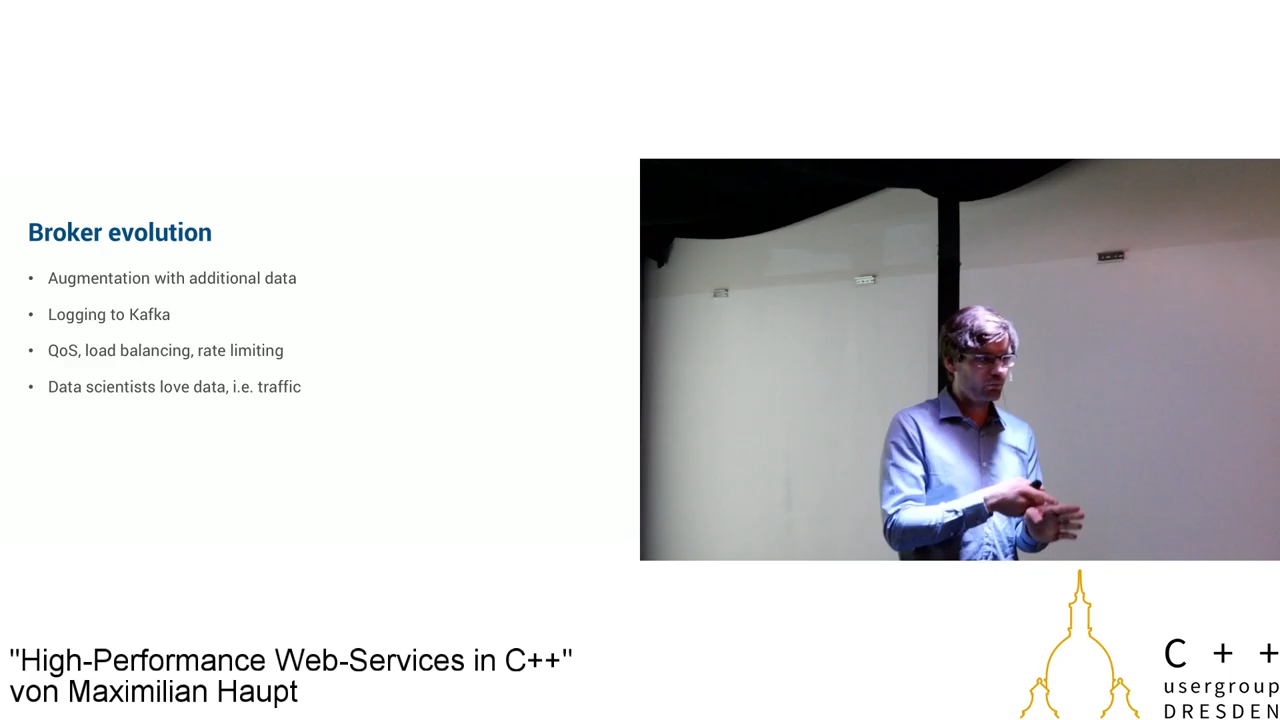 Broker evolution
• Augmentation with additional data
• Logging to Kafka
• QoS, load balancing, rate limiting
• Data scientists love data, i.e. traffic
"High-Performance Web-Services in C++"
von Maximilian Haupt
C + +
usergroup
DRESDEN